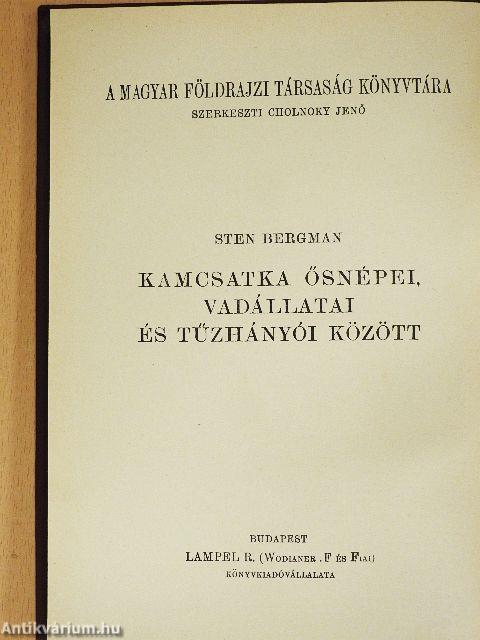 A MAGYAR FÖLDRAJZI TÁRSASÁG KÖNYVTÁRA
SZERKESZTI CHOLNOKY JENŐ
STEN BERGMAN
KAMCSATKA ŐSNÉPEI,
VADÁLLATAI
ÉS TŰZHÁNYÓI KÖZÖTT
BUDAPEST
LAMPEL R. (WODIANER .F ÉS FIAI)
KÖNYVKIADÓVÁLLALATA
Antikvárium.hu